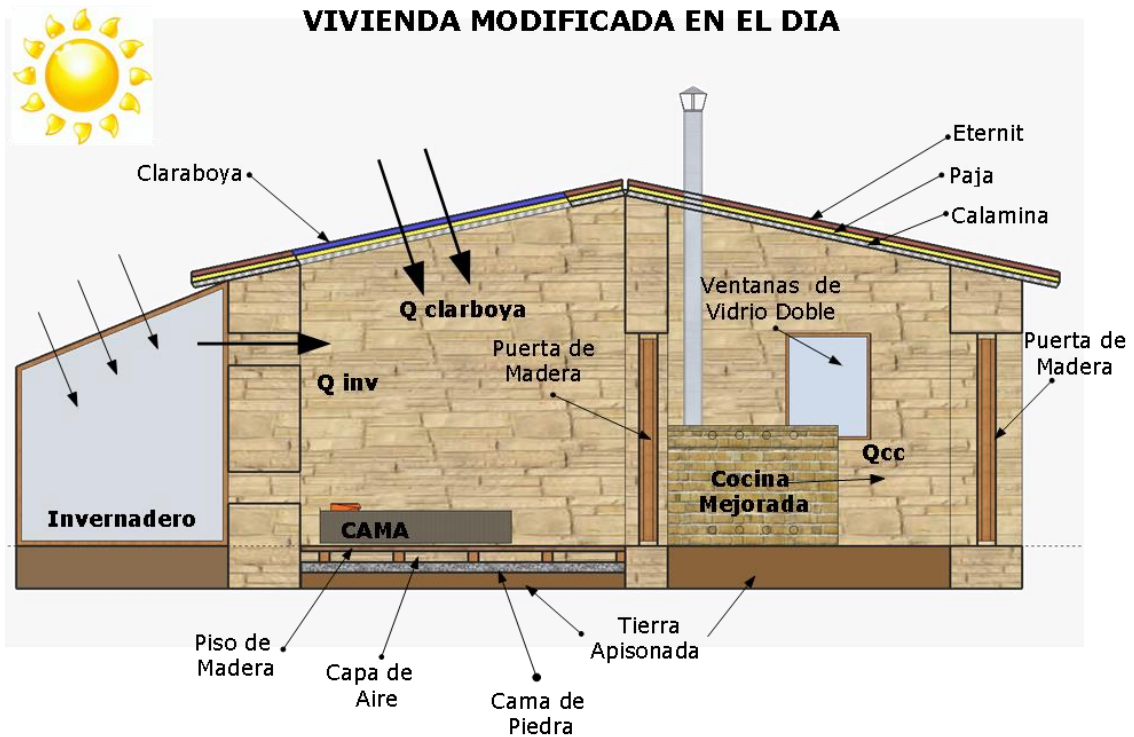 VIVIENDA MODIFICADA EN EL DIA
Claraboya
Eternit
Paja
Calamina
Q clarboya
Ventanas de
Vidrio Doble
Puerta de
Madera
Puerta de
Madera
Q inv
Qcc
Cocina
Mejorada
Invernadero
CAMA
Piso de
Madera
Capa de
Aire
Cama de
Piedra
Tierra
Apisonada